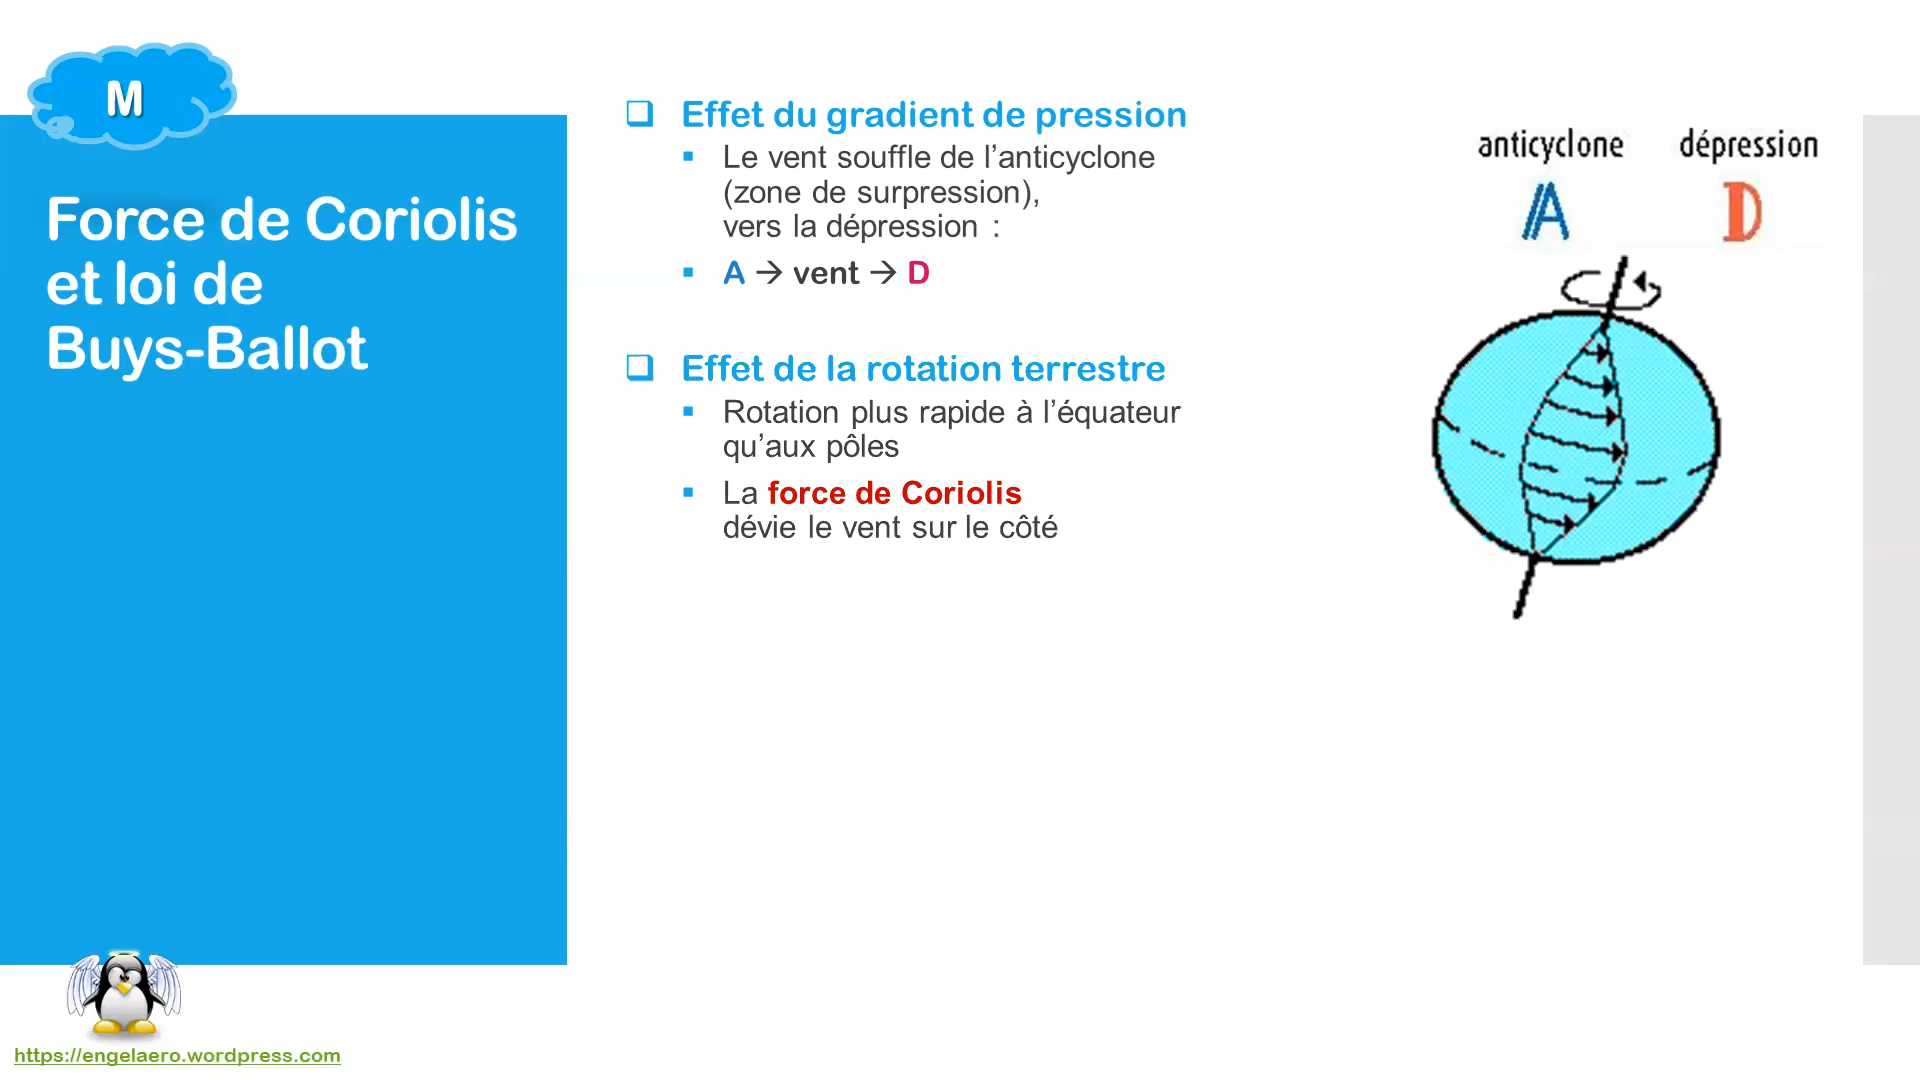 M
Force de Coriolis
et loi de
Buys-Ballot
Effet du gradient de pression
Le vent souffle de l’anticyclone
(zone de surpression),
vers la dépression :
A → vent → D
Effet de la rotation terrestre
Rotation plus rapide à l’équateur
qu’aux pôles
La force de Coriolis
dévie le vent sur le côté
anticyclone dépression
A D
https://engelaero.wordpress.com